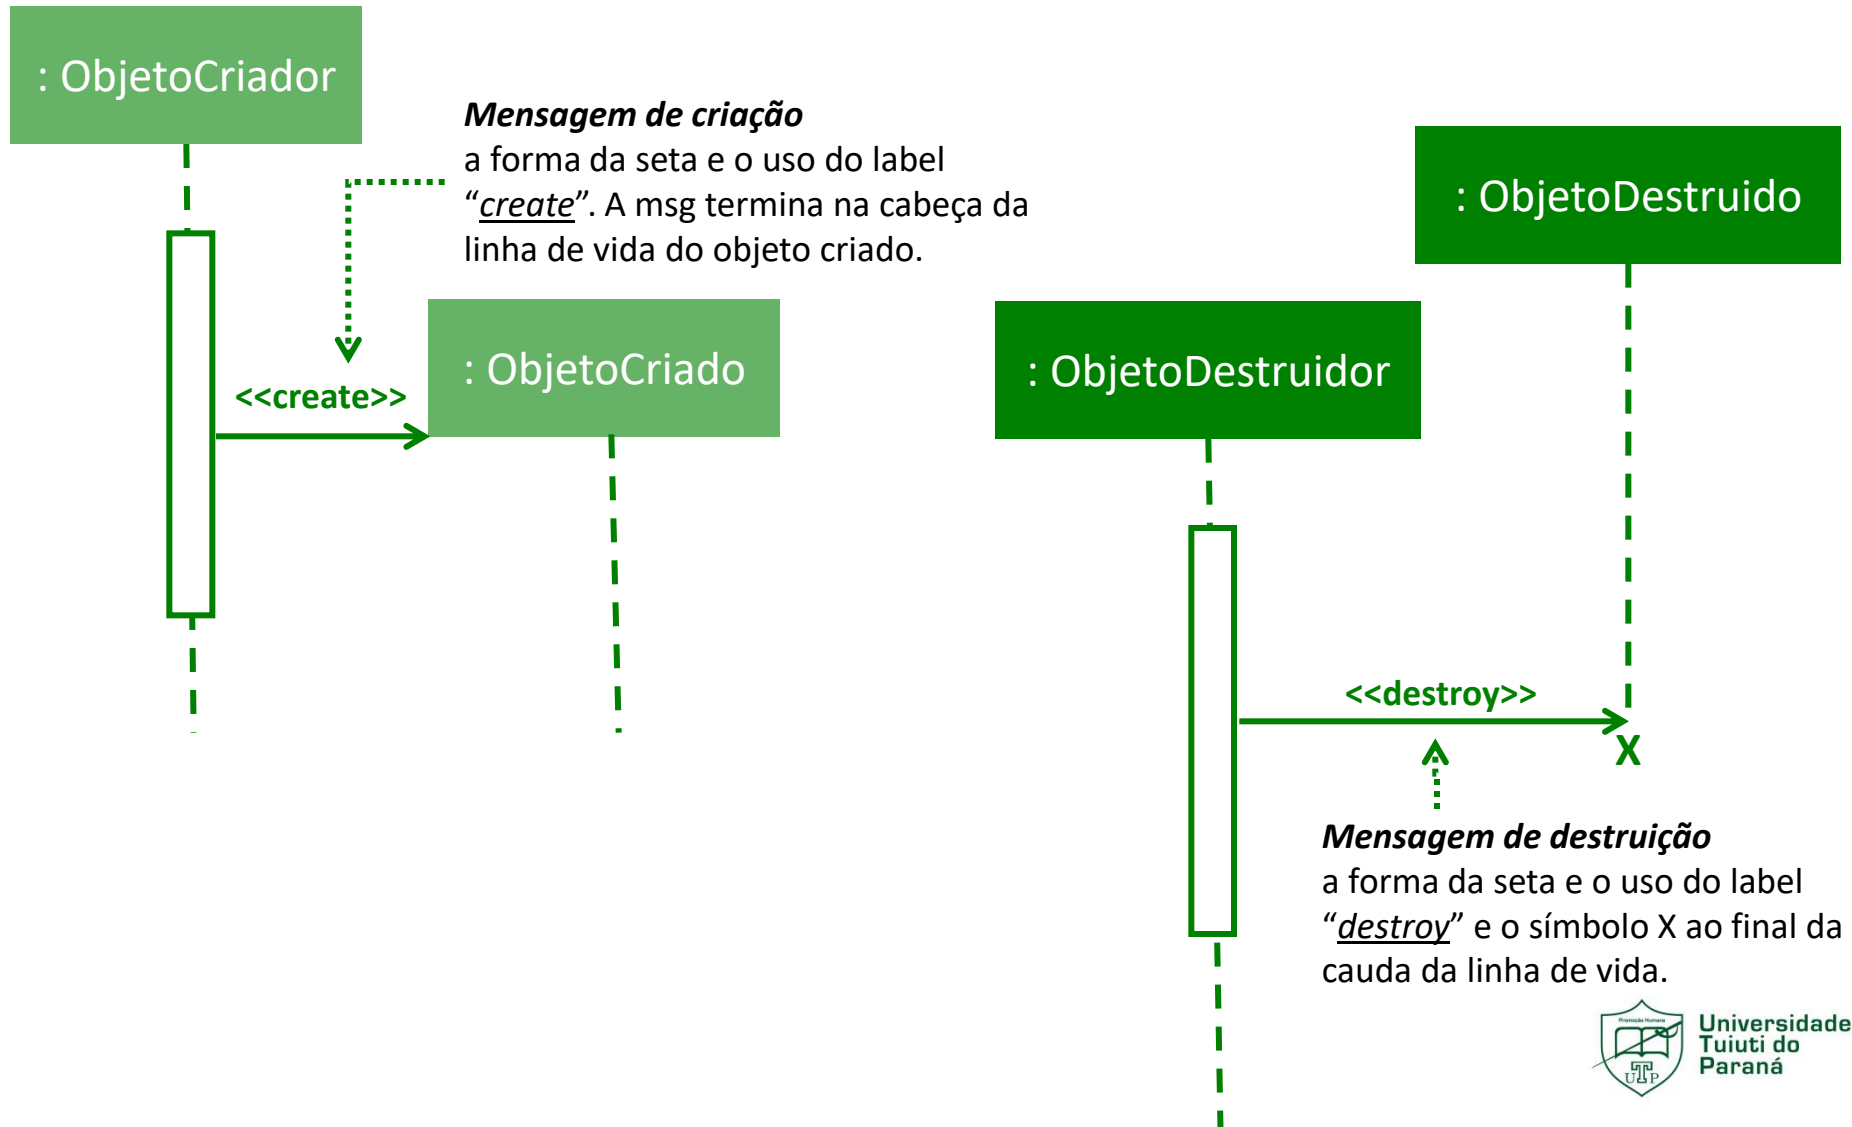 : ObjetoCriador
Mensagem de criação
a forma da seta e o uso do label
“create”. A msg termina na cabeça da
linha de vida do objeto criado.
: ObjetoCriado
<<create>>
: ObjetoDestruido
: ObjetoDestruidor
<<destroy>>
X
Mensagem de destruição
a forma da seta e o uso do label
“destroy” e o símbolo X ao final da
cauda da linha de vida.
Promoção Humana
UTP
Universidade
Tuiuti do
Paraná